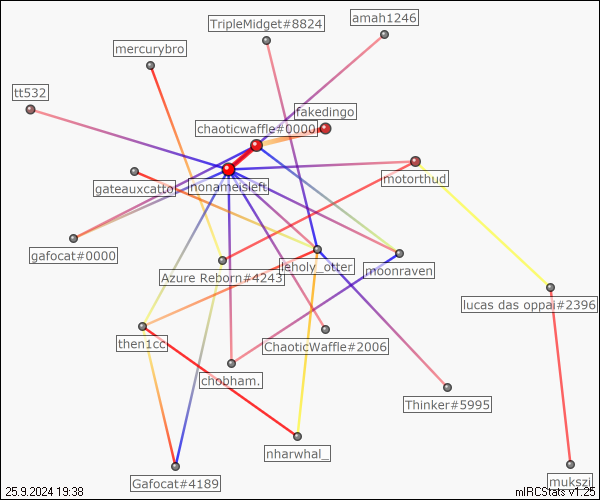 TripleMidget#8824
amah1246
mercurybro
tt532
fakedingo
chaoticwaffle#0000
motorthud
gateauxcatto
nonameisleft
gafocat#0000
leholy_otter
moonraven
Azure Reborn#4243
lucas das oppai#2396
then1cc
ChaoticWaffle#2006
chobham.
Thinker#5995
nharwhal_
Gafocat#4189
mukszi
25.9.2024 19:38
mIRCStats v1.25